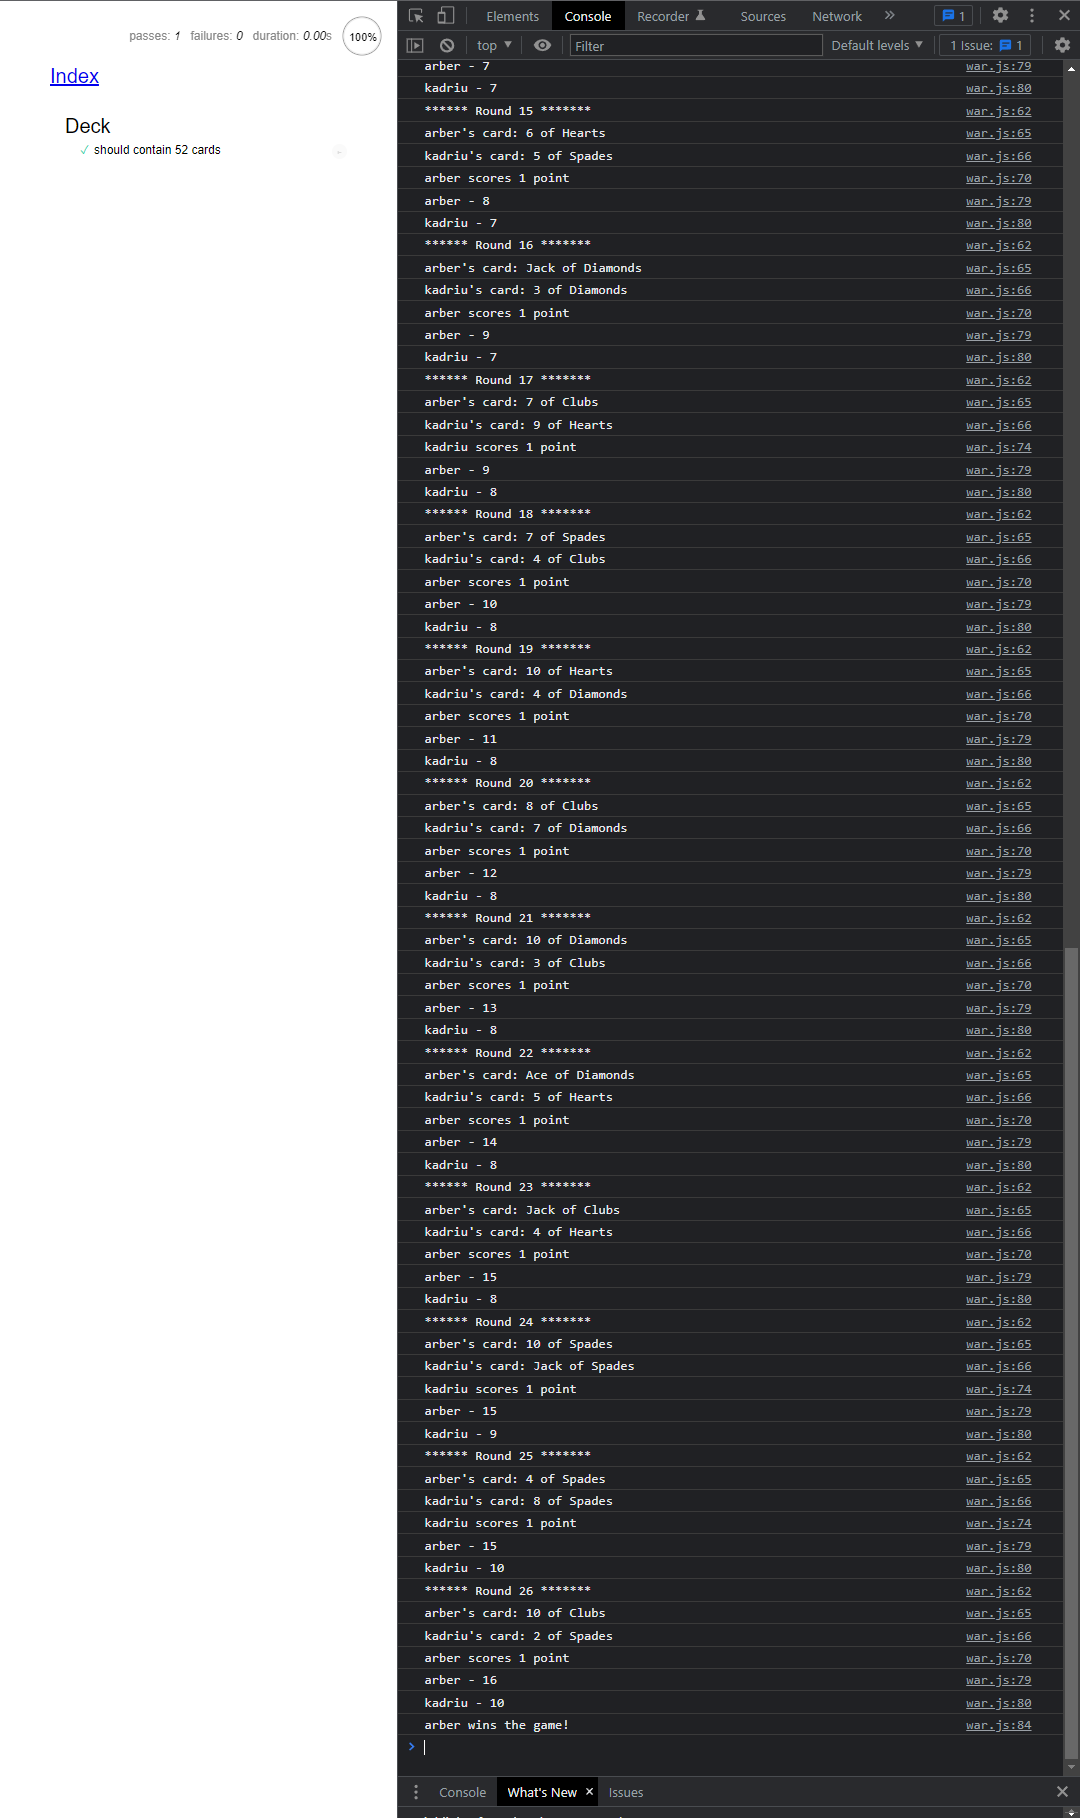 passes: 1 failures: 0 duration: 0.00s 100%
Index
Deck
✓ should contain 52 cards
Elements Console Recorder Sources Network » 1
top ▼ Filter Default levels ▼ 1 Issue: 1
arber - 7 war.js:79
kadriu - 7 war.js:80
****** Round 15 ******* war.js:62
arber's card: 6 of Hearts war.js:65
kadriu's card: 5 of Spades war.js:66
arber scores 1 point war.js:70
arber - 8 war.js:79
kadriu - 7 war.js:80
****** Round 16 ******* war.js:62
arber's card: Jack of Diamonds war.js:65
kadriu's card: 3 of Diamonds war.js:66
arber scores 1 point war.js:70
arber - 9 war.js:79
kadriu - 7 war.js:80
****** Round 17 ******* war.js:62
arber's card: 7 of Clubs war.js:65
kadriu's card: 9 of Hearts war.js:66
kadriu scores 1 point war.js:74
arber - 9 war.js:79
kadriu - 8 war.js:80
****** Round 18 ******* war.js:62
arber's card: 7 of Spades war.js:65
kadriu's card: 4 of Clubs war.js:66
arber scores 1 point war.js:70
arber - 10 war.js:79
kadriu - 8 war.js:80
****** Round 19 ******* war.js:62
arber's card: 10 of Hearts war.js:65
kadriu's card: 4 of Diamonds war.js:66
arber scores 1 point war.js:70
arber - 11 war.js:79
kadriu - 8 war.js:80
****** Round 20 ******* war.js:62
arber's card: 8 of Clubs war.js:65
kadriu's card: 7 of Diamonds war.js:66
arber scores 1 point war.js:70
arber - 12 war.js:79
kadriu - 8 war.js:80
****** Round 21 ******* war.js:62
arber's card: 10 of Diamonds war.js:65
kadriu's card: 3 of Clubs war.js:66
arber scores 1 point war.js:70
arber - 13 war.js:79
kadriu - 8 war.js:80
****** Round 22 ******* war.js:62
arber's card: Ace of Diamonds war.js:65
kadriu's card: 5 of Hearts war.js:66
arber scores 1 point war.js:70
arber - 14 war.js:79
kadriu - 8 war.js:80
****** Round 23 ******* war.js:62
arber's card: Jack of Clubs war.js:65
kadriu's card: 4 of Hearts war.js:66
arber scores 1 point war.js:70
arber - 15 war.js:79
kadriu - 8 war.js:80
****** Round 24 ******* war.js:62
arber's card: 10 of Spades war.js:65
kadriu's card: Jack of Spades war.js:66
kadriu scores 1 point war.js:74
arber - 15 war.js:79
kadriu - 9 war.js:80
****** Round 25 ******* war.js:62
arber's card: 4 of Spades war.js:65
kadriu's card: 8 of Spades war.js:66
kadriu scores 1 point war.js:74
arber - 15 war.js:79
kadriu - 10 war.js:80
****** Round 26 ******* war.js:62
arber's card: 10 of Clubs war.js:65
kadriu's card: 2 of Spades war.js:66
arber scores 1 point war.js:70
arber - 16 war.js:79
kadriu - 10 war.js:80
arber wins the game! war.js:84
Console What's New × Issues